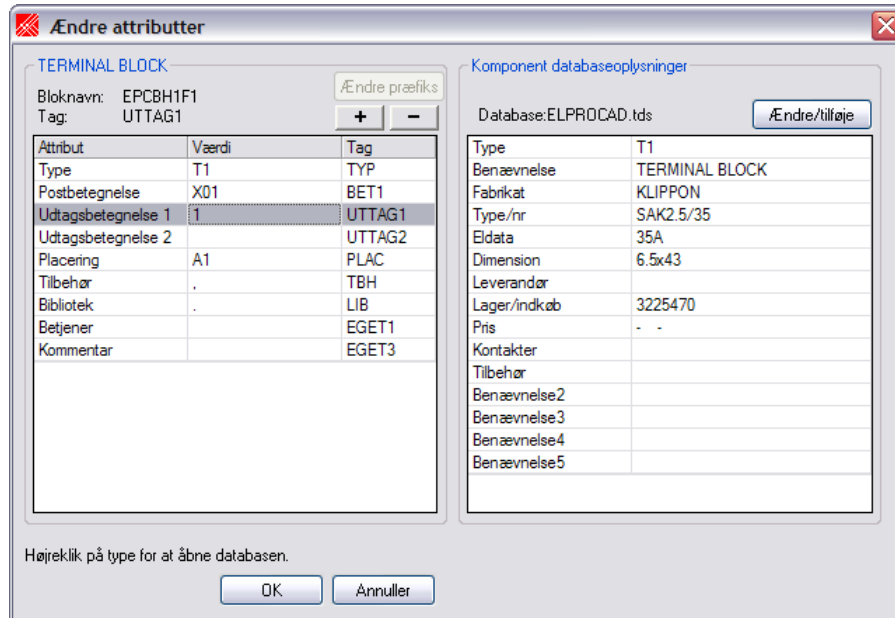 Ændre attributter
TERMINAL BLOCK
Ændre præfiks
Bloknavn: EPCBH1F1
Tag: UTTAG1
+ −
Attribut Værdi Tag
Type T1 TYP
Postbetegnelse X01 BET1
Udtagsbetegnelse 1 1 UTTAG1
Udtagsbetegnelse 2 UTTAG2
Placering A1 PLAC
Tilbehør , TBH
Bibliotek . LIB
Betjener EGET1
Kommentar EGET3
Komponent databaseoplysninger
Database:ELPROCAD.tds Ændre/tilføje
Type T1
Benævnelse TERMINAL BLOCK
Fabrikat KLIPPON
Type/nr SAK2.5/35
Eldata 35A
Dimension 6.5x43
Leverandør
Lager/indkøb 3225470
Pris - -
Kontakter
Tilbehør
Benævnelse2
Benævnelse3
Benævnelse4
Benævnelse5
Højreklik på type for at åbne databasen.
OK Annuller